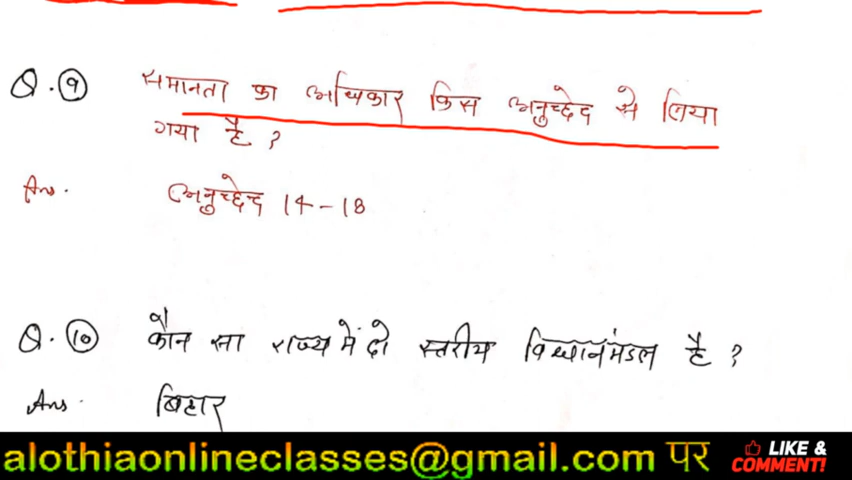 Q. 9 समानता का अधिकार किस अनुच्छेद से लिया
गया है ?
Ans. अनुच्छेद 14-18
Q. 10 कौन सा राज्य में दो स्तरीय विधानमंडल है ?
Ans. बिहार
alothiaonlineclasses@gmail.com पर
LIKE &
COMMENT!